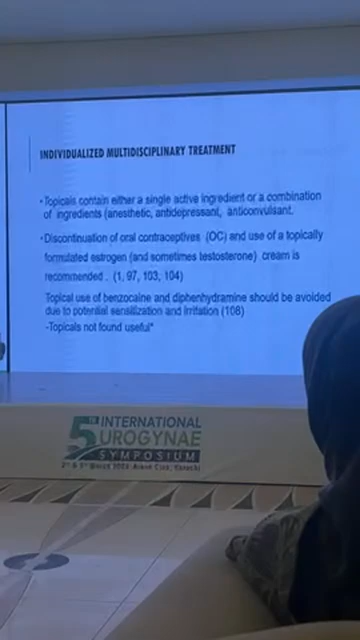 INDIVIDUALIZED MULTIDISCIPLINARY TREATMENT
•Topicals contain either a single active ingredient or a combination
of ingredients (anesthetic, antidepressant, anticonvulsant.
•Discontinuation of oral contraceptives (OC) and use of a topically
formulated estrogen (and sometimes testosterone) cream is
recommended. (1, 97, 103, 104)
Topical use of benzocaine and diphenhydramine should be avoided
due to potential sensitization and irritation (108)
-Topicals not found useful*
5TH INTERNATIONAL
UROGYNAE
SYMPOSIUM